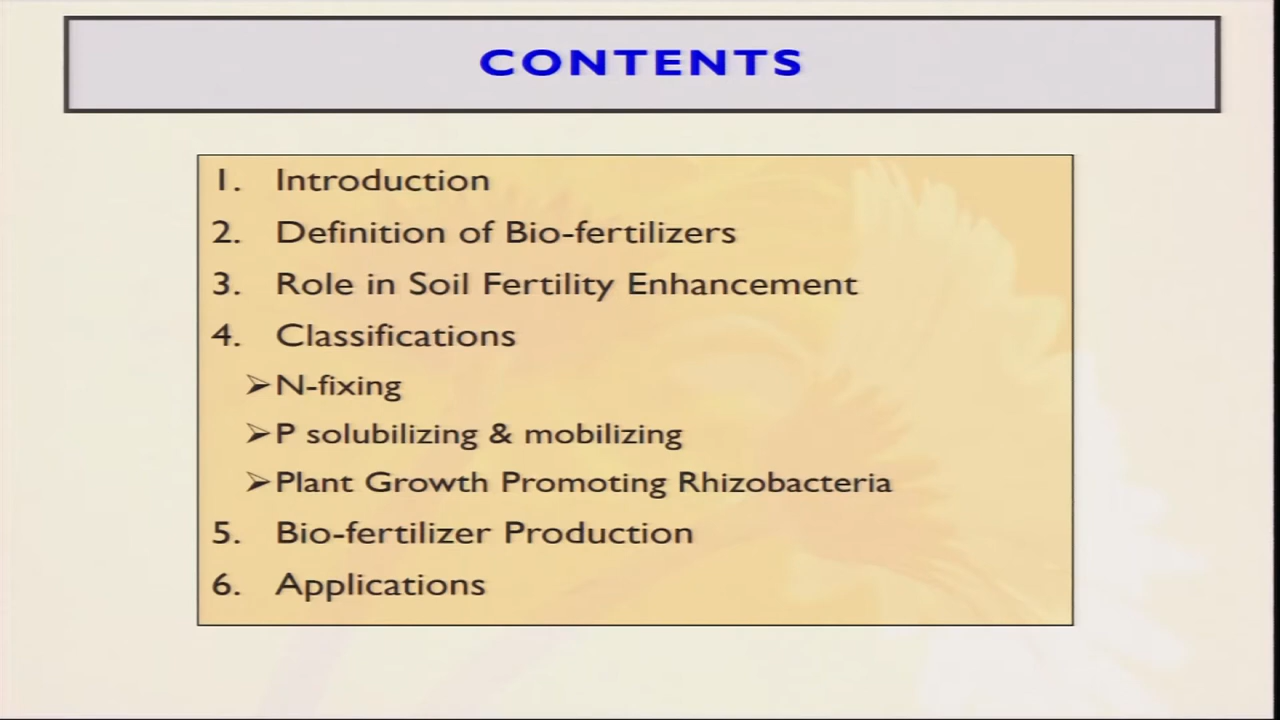 CONTENTS
1. Introduction
2. Definition of Bio-fertilizers
3. Role in Soil Fertility Enhancement
4. Classifications
➢N-fixing
➢P solubilizing & mobilizing
➢Plant Growth Promoting Rhizobacteria
5. Bio-fertilizer Production
6. Applications